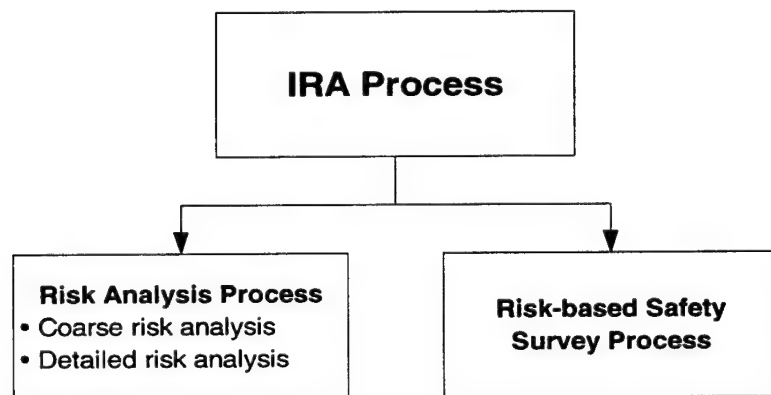 IRA Process
Risk Analysis Process
• Coarse risk analysis
• Detailed risk analysis
Risk-based Safety
Survey Process